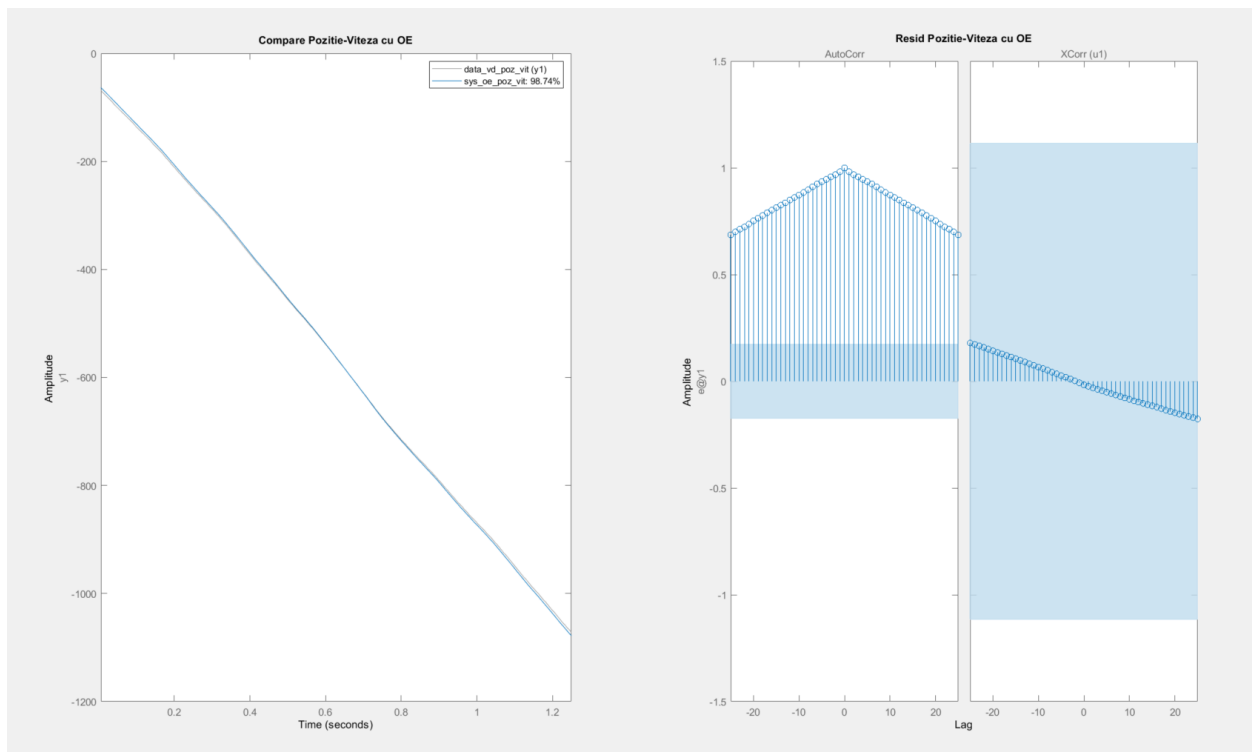 Compare Pozitie-Viteza cu OE
data_vd_poz_vit (y1)
sys_oe_poz_vit: 98.74%
0
-200
-400
-600
-800
-1000
-1200
Amplitude
y1
0.2
0.4
0.6
0.8
1
1.2
Time (seconds)
Resid Pozitie-Viteza cu OE
AutoCorr
XCorr (u1)
1.5
1
0.5
0
-0.5
-1
-1.5
Amplitude
e@y1
-20
-10
0
10
20
-20
-10
0
10
20
Lag